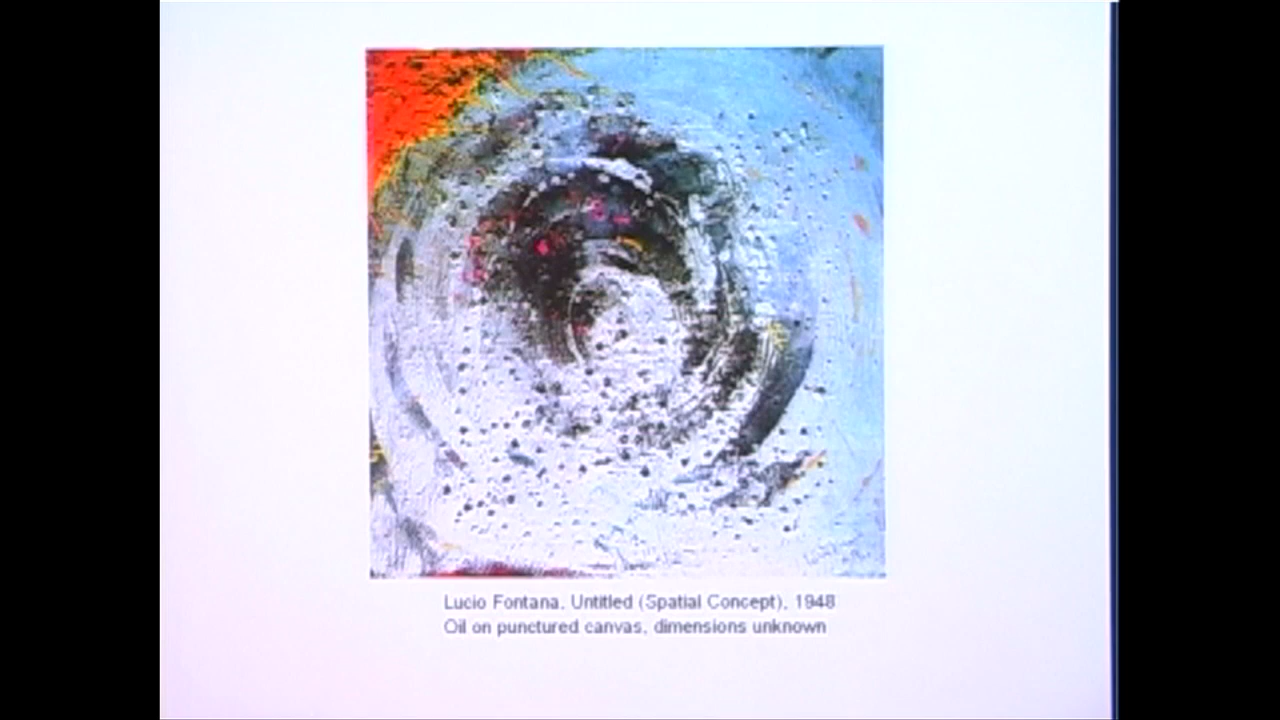 Lucio Fontana, Untitled (Spatial Concept), 1948
Oil on punctured canvas, dimensions unknown